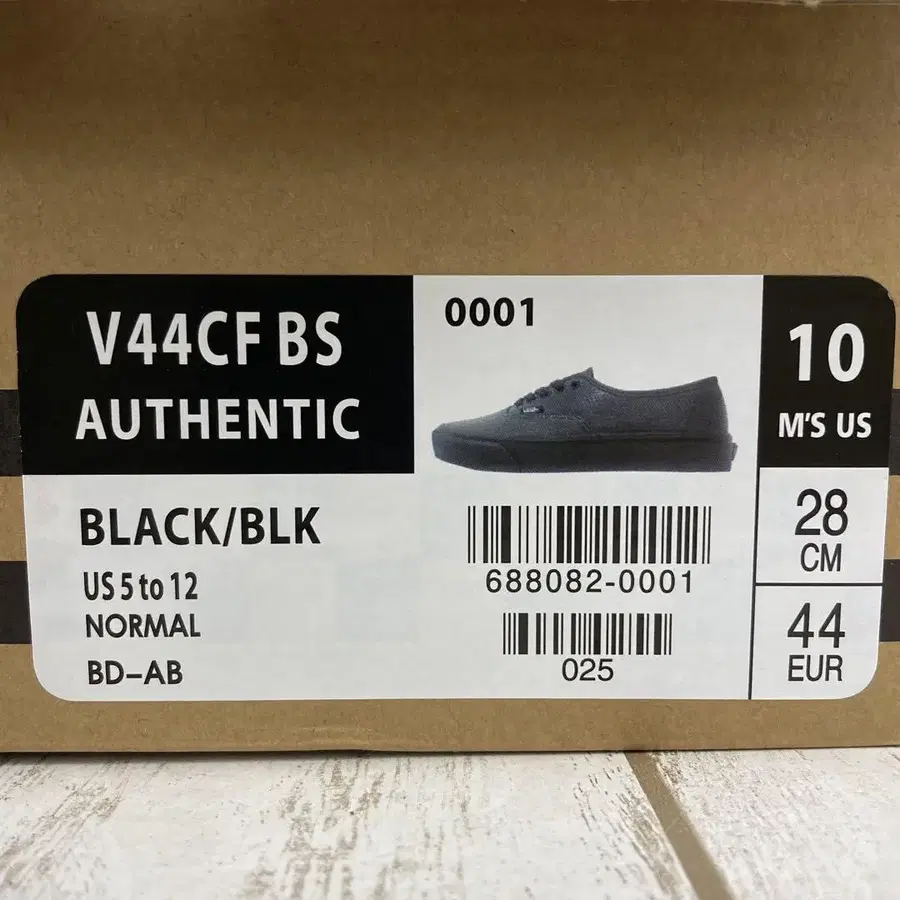 V44CF BS
AUTHENTIC
0001
10
M'S US
BLACK/BLK
US 5 to 12
NORMAL
BD-AB
688082-0001
025
28
CM
44
EUR